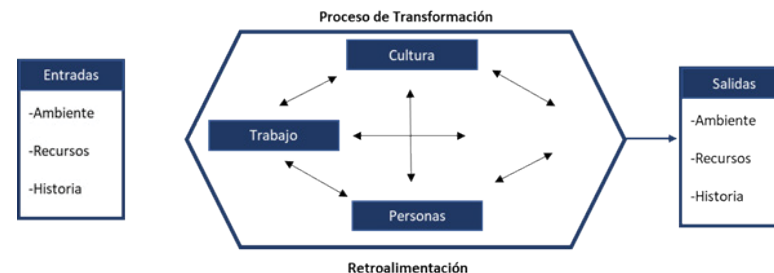 Proceso de Transformación
Entradas
-Ambiente
-Recursos
-Historia
Cultura
Trabajo
Personas
Salidas
-Ambiente
-Recursos
-Historia
Retroalimentación